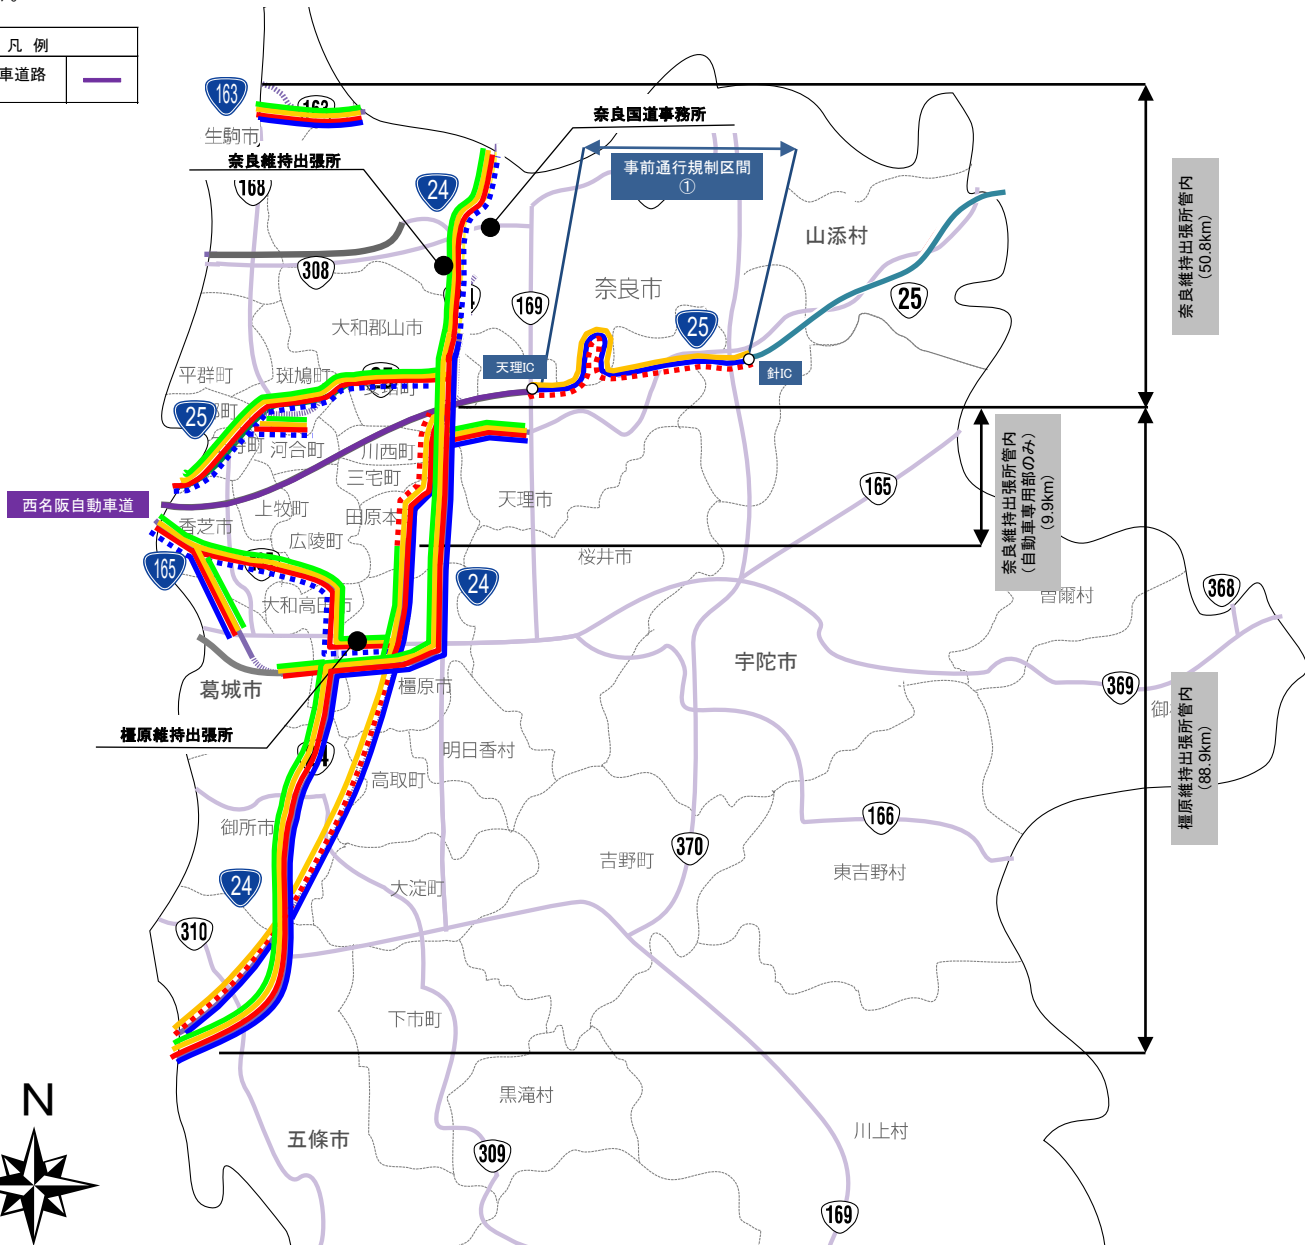 凡 例
車道路
163
163
生駒市
奈良国道事務所
奈良維持出張所
事前通行規制区間
①
168
24
山添村
奈良維持出張所管内
(50.8km)
308
奈良市
169
25
25
大和郡山市
天理IC
針IC
平群町
斑鳩町
25
河合町
川西町
三宅町
165
天理市
西名阪自動車道
上牧町
田原本
香芝市
広陵町
奈良維持出張所管内
(自動車専用部のみ)
(9.9km)
桜井市
165
24
大和高田市
曽爾村
368
宇陀市
葛城市
橿原市
369
御
橿原維持出張所
明日香村
高取町
橿原維持出張所管内
(88.9km)
御所市
166
370
吉野町
東吉野村
24
大淀町
310
下市町
N
黒滝村
川上村
五條市
309
169